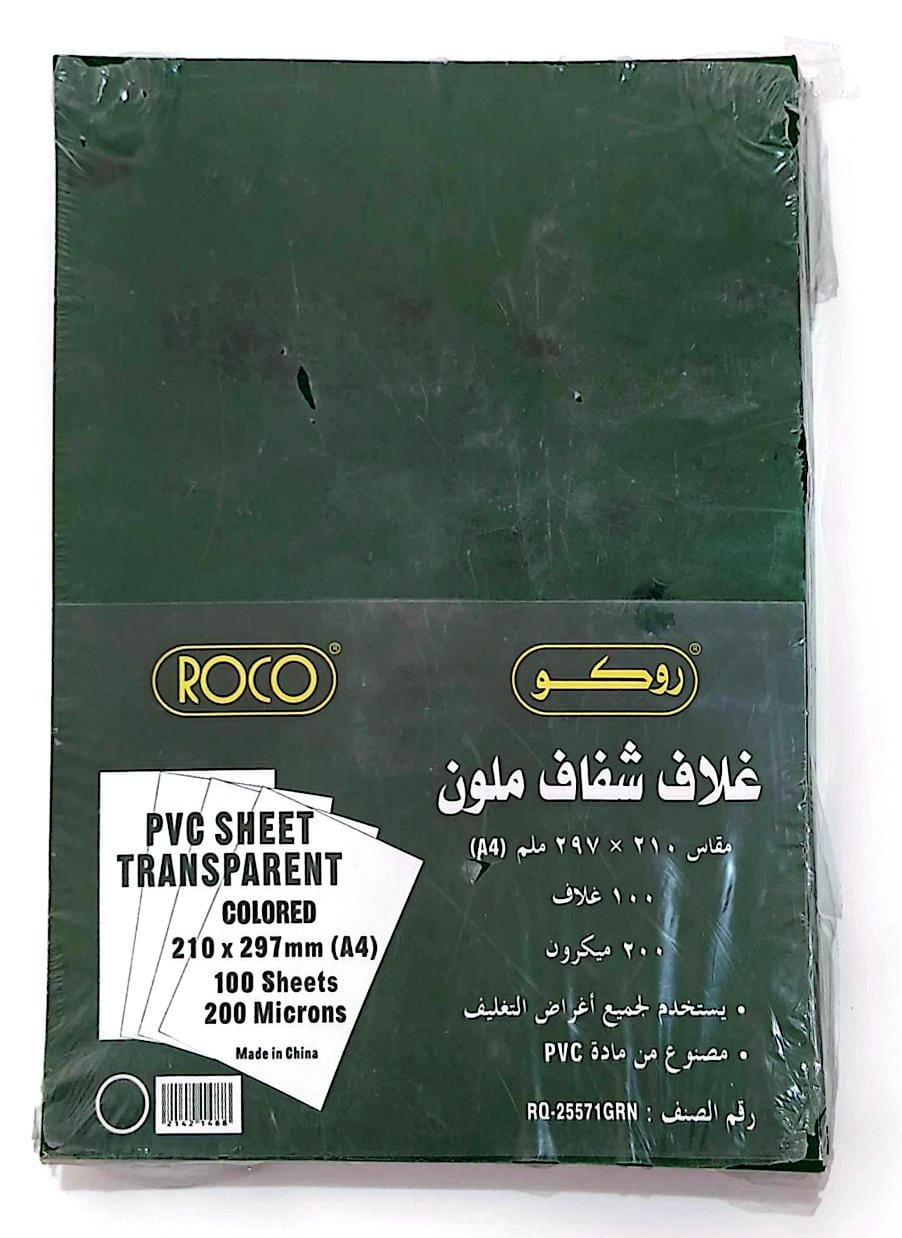 ROCO®
روكو®
PVC SHEET
TRANSPARENT
COLORED
210 x 297mm (A4)
100 Sheets
200 Microns
Made in China
غلاف شفاف ملون
مقاس ٢١٠ × ٢٩٧ ملم (A4)
١٠٠ غلاف
٢٠٠ ميكرون
• يستخدم لجميع أغراض التغليف
• مصنوع من مادة PVC
رقم الصنف : RQ-25571GRN